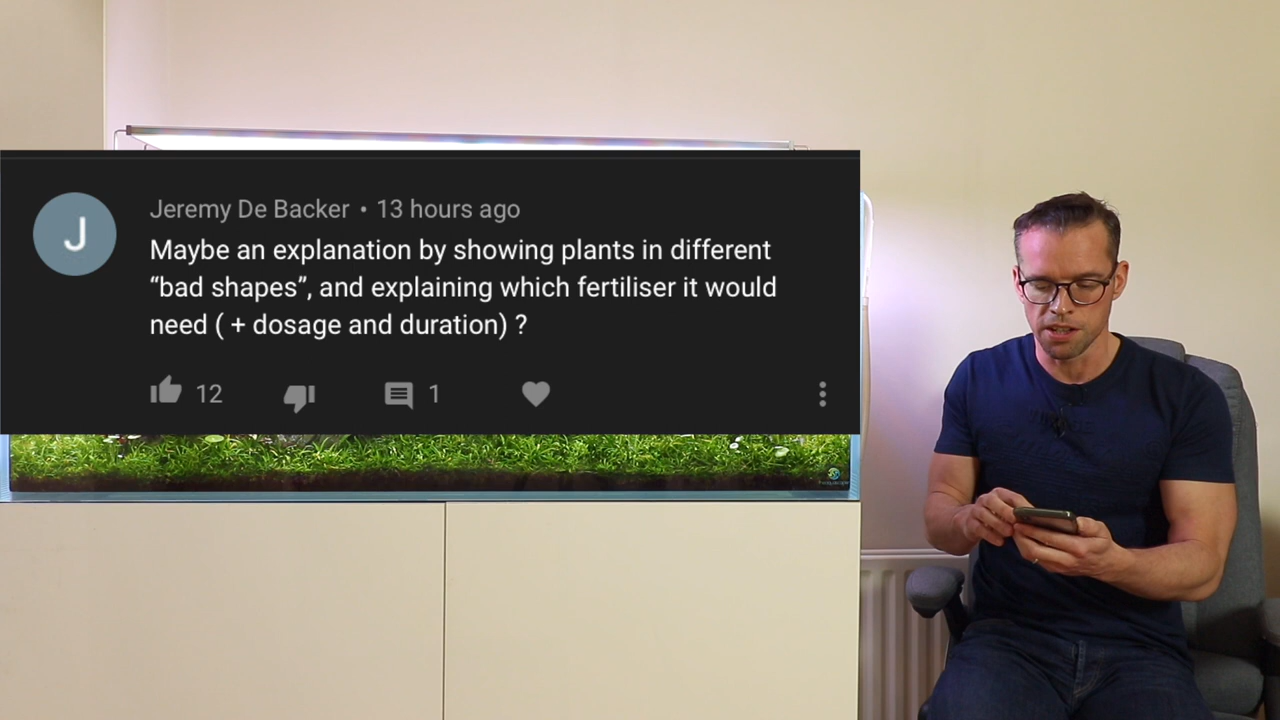 Jeremy De Backer • 13 hours ago
J
Maybe an explanation by showing plants in different
“bad shapes”, and explaining which fertiliser it would
need ( + dosage and duration) ?
12
1